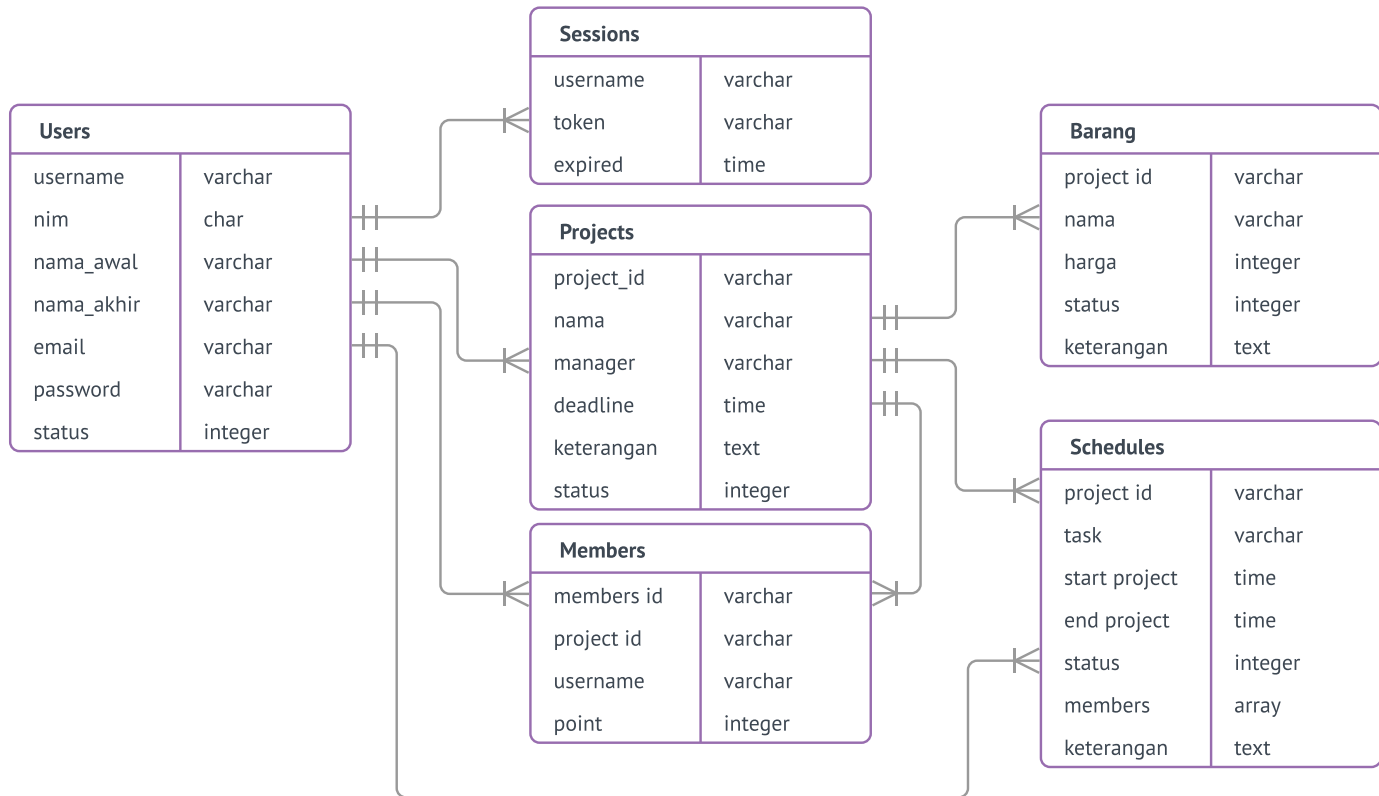 Sessions
username varchar
token varchar
expired time
Users
username varchar
nim char
nama_awal varchar
nama_akhir varchar
email varchar
password varchar
status integer
Projects
project_id varchar
nama varchar
manager varchar
deadline time
keterangan text
status integer
Members
members id varchar
project id varchar
username varchar
point integer
Barang
project id varchar
nama varchar
harga integer
status integer
keterangan text
Schedules
project id varchar
task varchar
start project time
end project time
status integer
members array
keterangan text